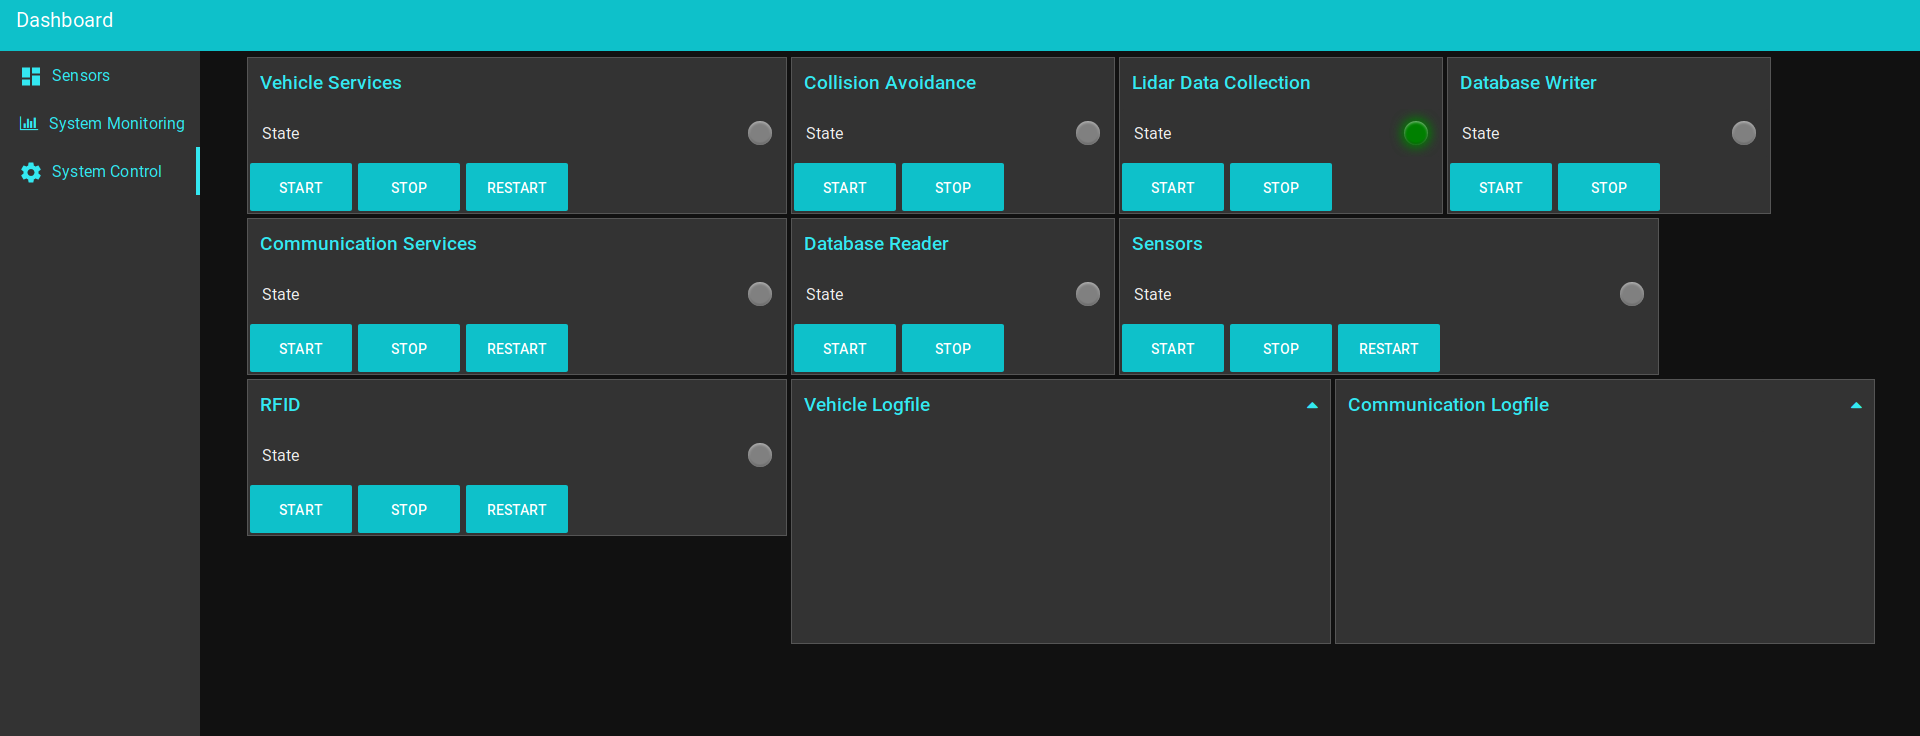 Dashboard
Sensors
System Monitoring
System Control
Vehicle Services
State
START STOP RESTART
Collision Avoidance
State
START STOP
Lidar Data Collection
State
START STOP
Database Writer
State
START STOP
Communication Services
State
START STOP RESTART
Database Reader
State
START STOP
Sensors
State
START STOP RESTART
RFID
State
START STOP RESTART
Vehicle Logfile
Communication Logfile